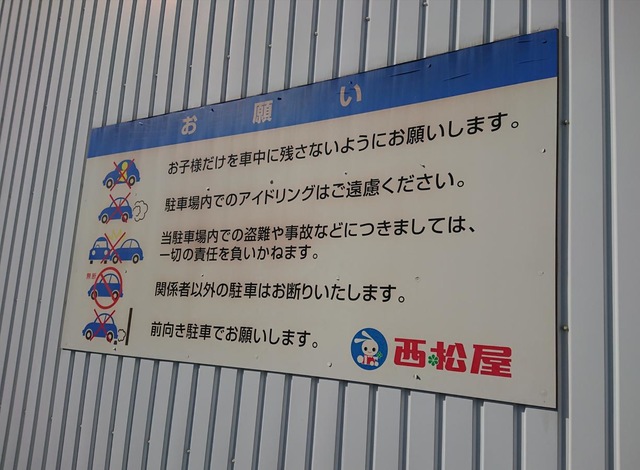 お願い
お子様だけを車中に残さないようにお願いします。
駐車場内でのアイドリングはご遠慮ください。
当駐車場内での盗難や事故などにつきましては、
一切の責任を負いかねます。
無断
関係者以外の駐車はお断りいたします。
前向き駐車でお願いします。
西松屋